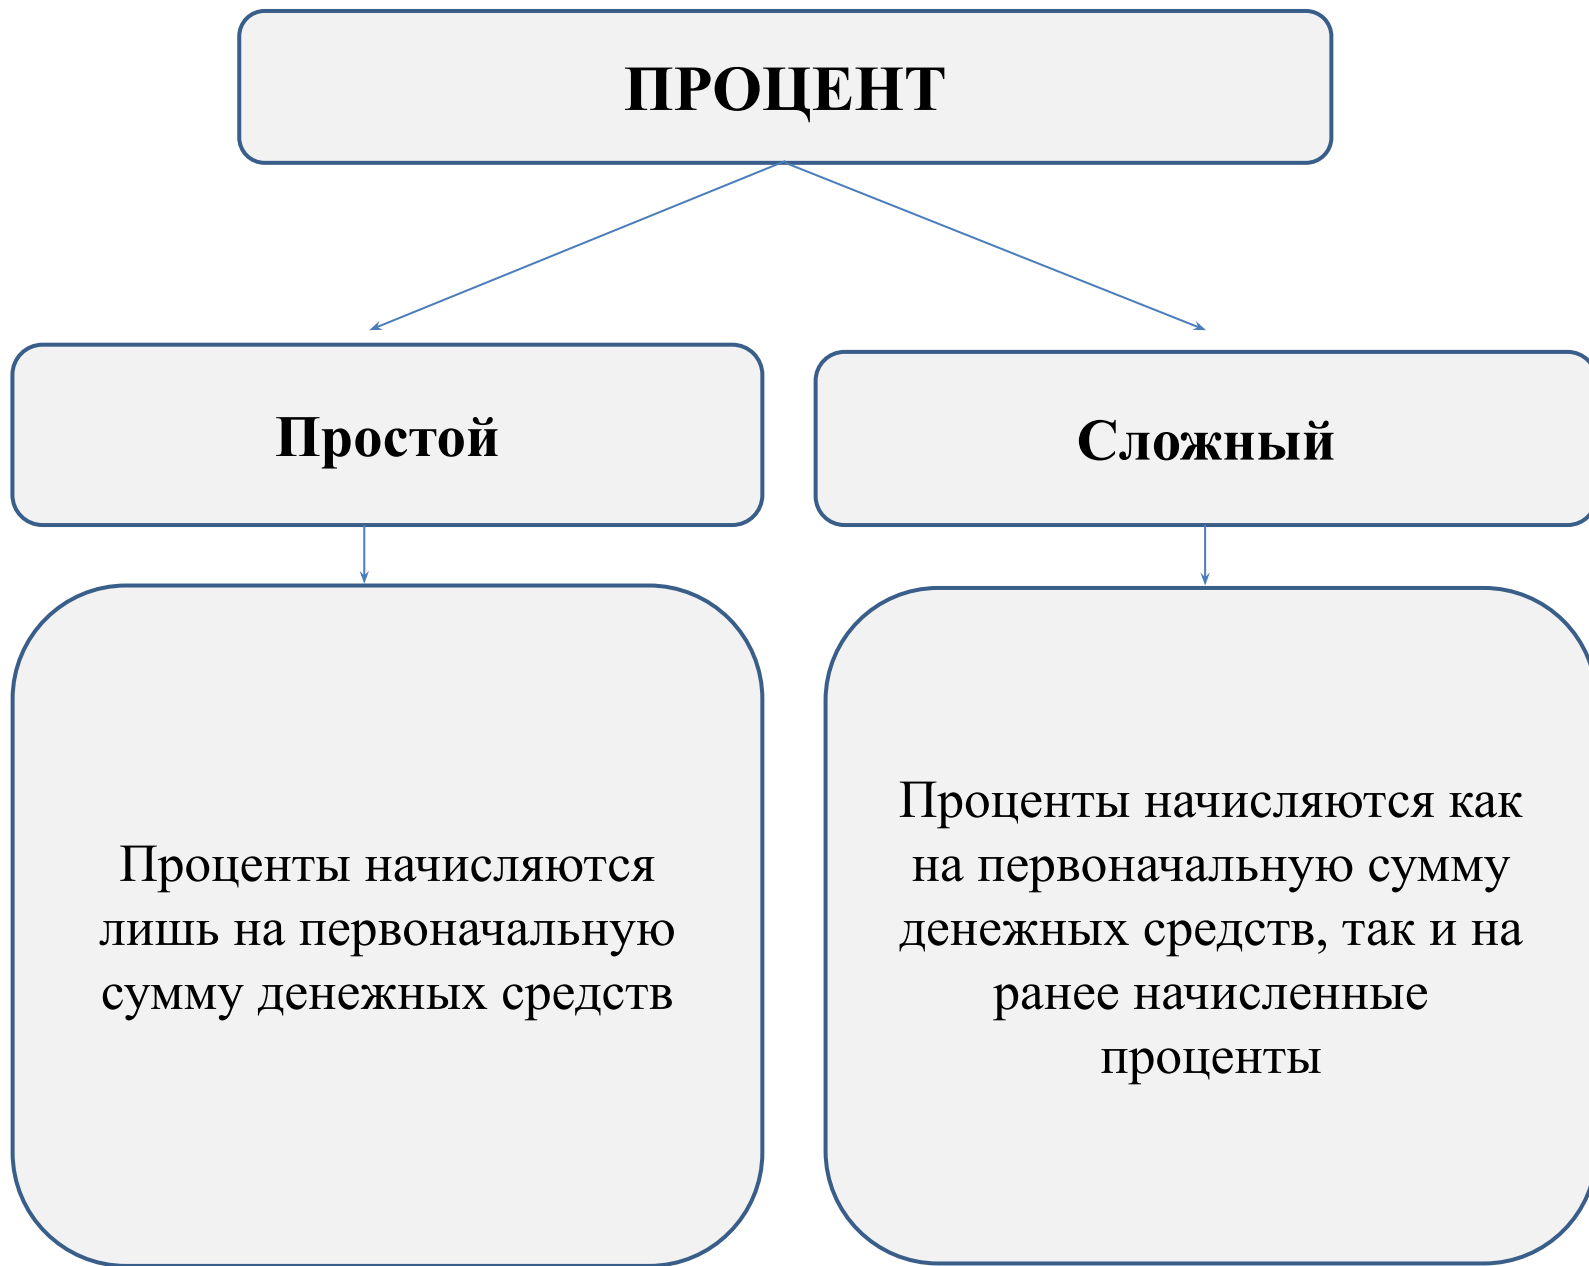 ПРОЦЕНТ
Простой
Сложный
Проценты начисляются
лишь на первоначальную
сумму денежных средств
Проценты начисляются как
на первоначальную сумму
денежных средств, так и на
ранее начисленные
проценты